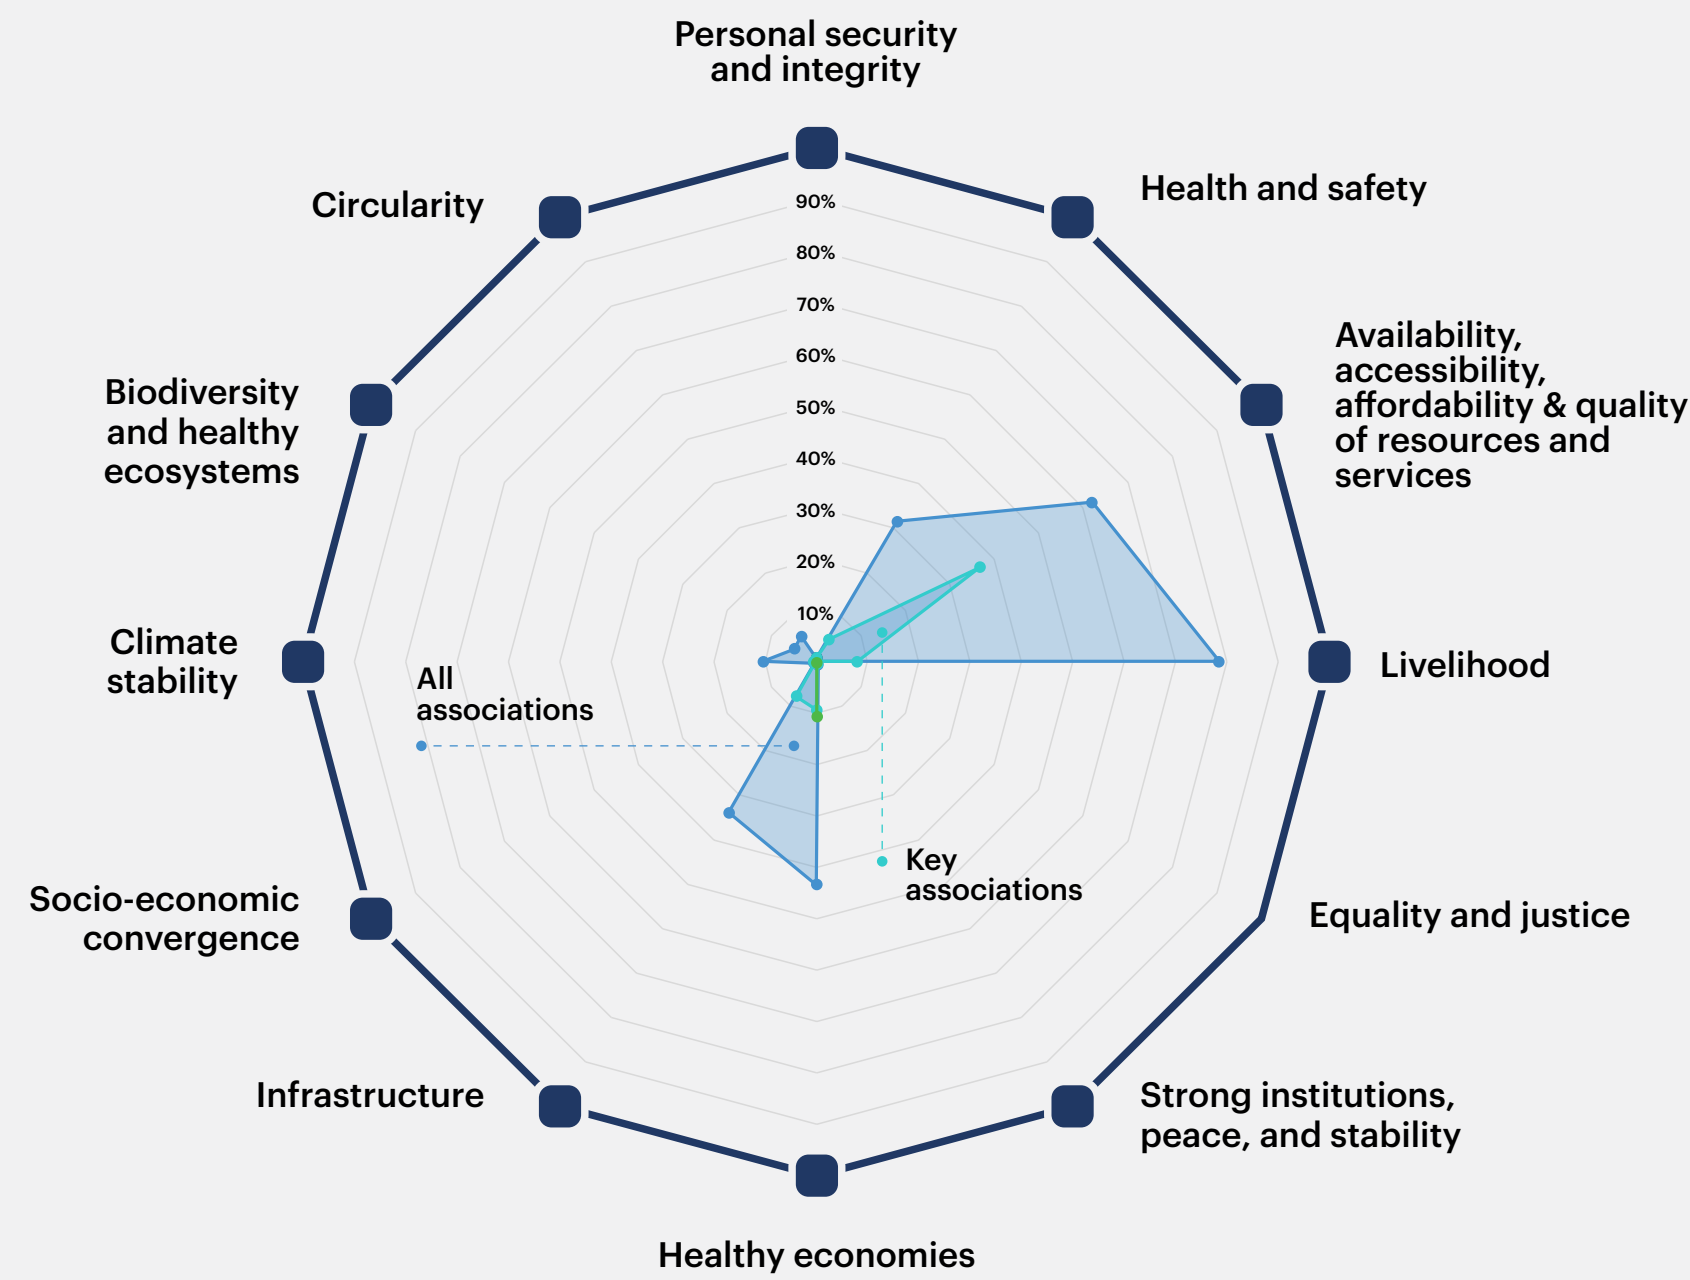 Personal security
and integrity
Health and safety
Circularity
90%
80%
70%
60%
50%
40%
30%
20%
10%
Availability,
accessibility,
affordability & quality
of resources and
services
Biodiversity
and healthy
ecosystems
Climate
stability
Livelihood
All
associations
Key
associations
Socio-economic
convergence
Equality and justice
Infrastructure
Strong institutions,
peace, and stability
Healthy economies